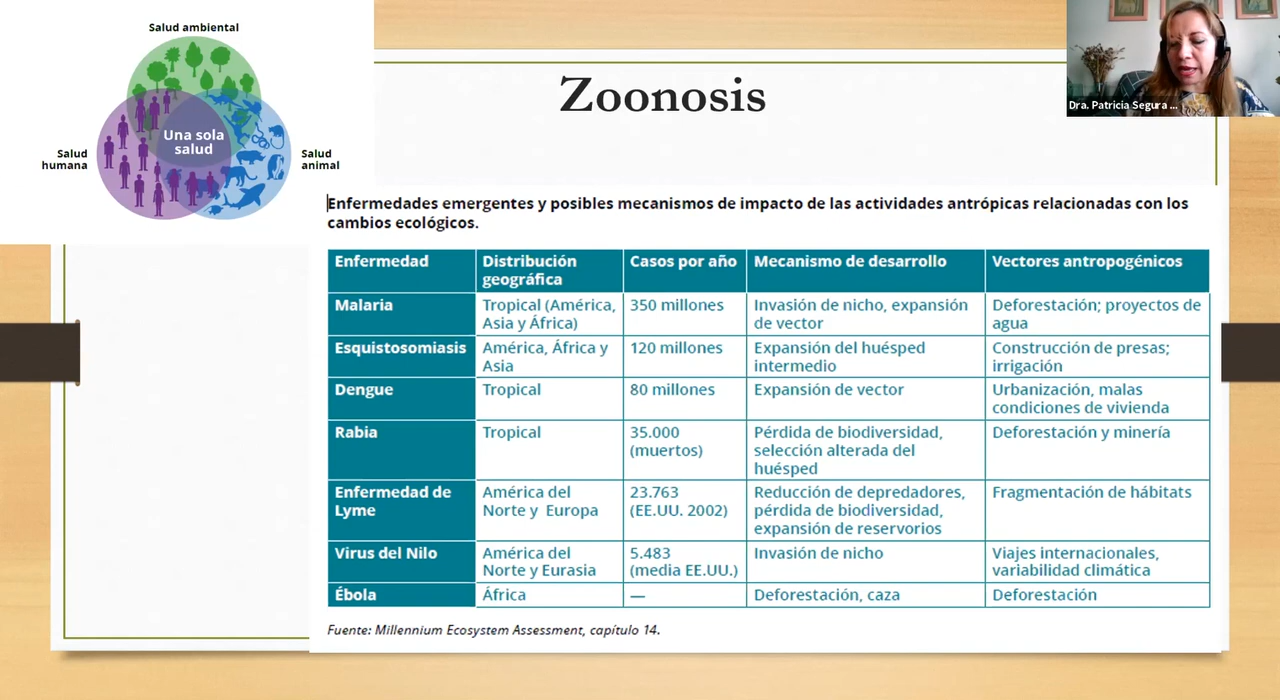 Salud ambiental
Una sola
salud
Salud
humana
Salud
animal
Zoonosis
Dra. Patricia Segura ...
Enfermedades emergentes y posibles mecanismos de impacto de las actividades antrópicas relacionadas con los
cambios ecológicos.
Enfermedad
Distribución
geográfica
Casos por año
Mecanismo de desarrollo
Vectores antropogénicos
Malaria
Tropical (América,
Asia y África)
350 millones
Invasión de nicho, expansión
de vector
Deforestación; proyectos de
agua
Esquistosomiasis
América, África y
Asia
120 millones
Expansión del huésped
intermedio
Construcción de presas;
irrigación
Dengue
Tropical
80 millones
Expansión de vector
Urbanización, malas
condiciones de vivienda
Rabia
Tropical
35.000
(muertos)
Pérdida de biodiversidad,
selección alterada del
huésped
Deforestación y minería
Enfermedad de
Lyme
América del
Norte y Europa
23.763
(EE.UU. 2002)
Reducción de depredadores,
pérdida de biodiversidad,
expansión de reservorios
Fragmentación de hábitats
Virus del Nilo
América del
Norte y Eurasia
5.483
(media EE.UU.)
Invasión de nicho
Viajes internacionales,
variabilidad climática
Ébola
África
—
Deforestación, caza
Deforestación
Fuente: Millennium Ecosystem Assessment, capítulo 14.